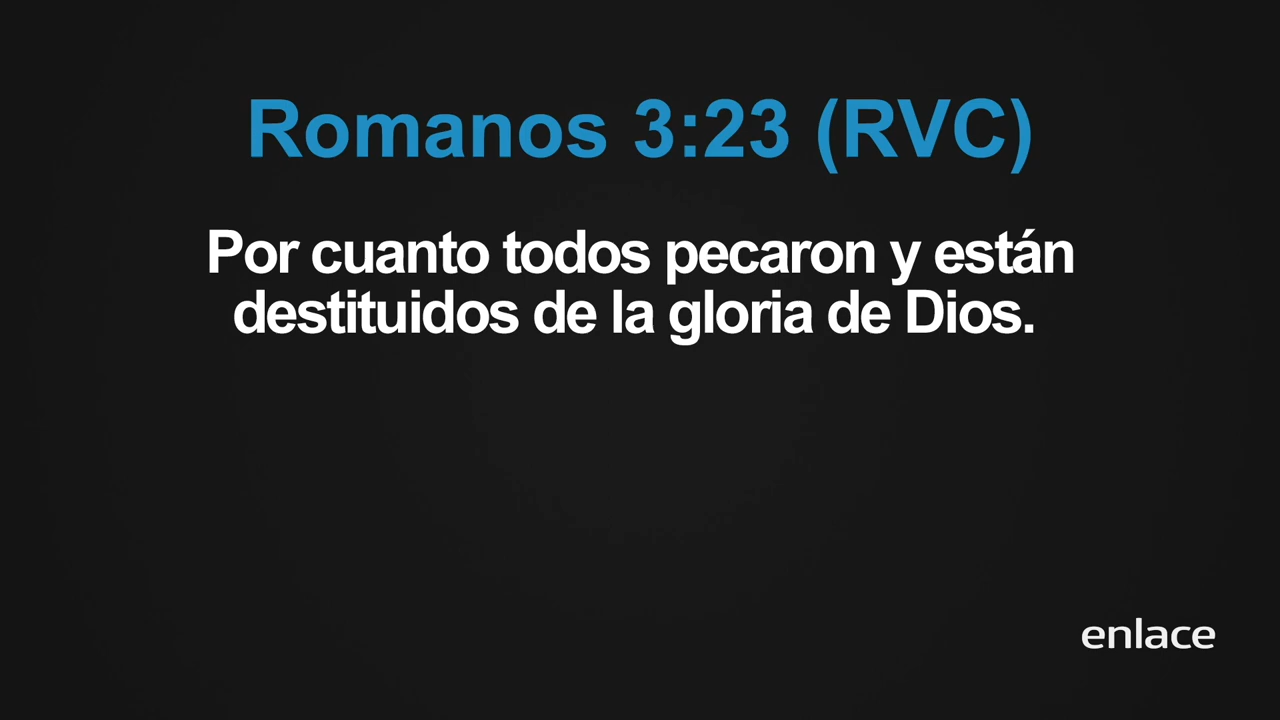 Romanos 3:23 (RVC)
Por cuanto todos pecaron y están
destituidos de la gloria de Dios.
enlace